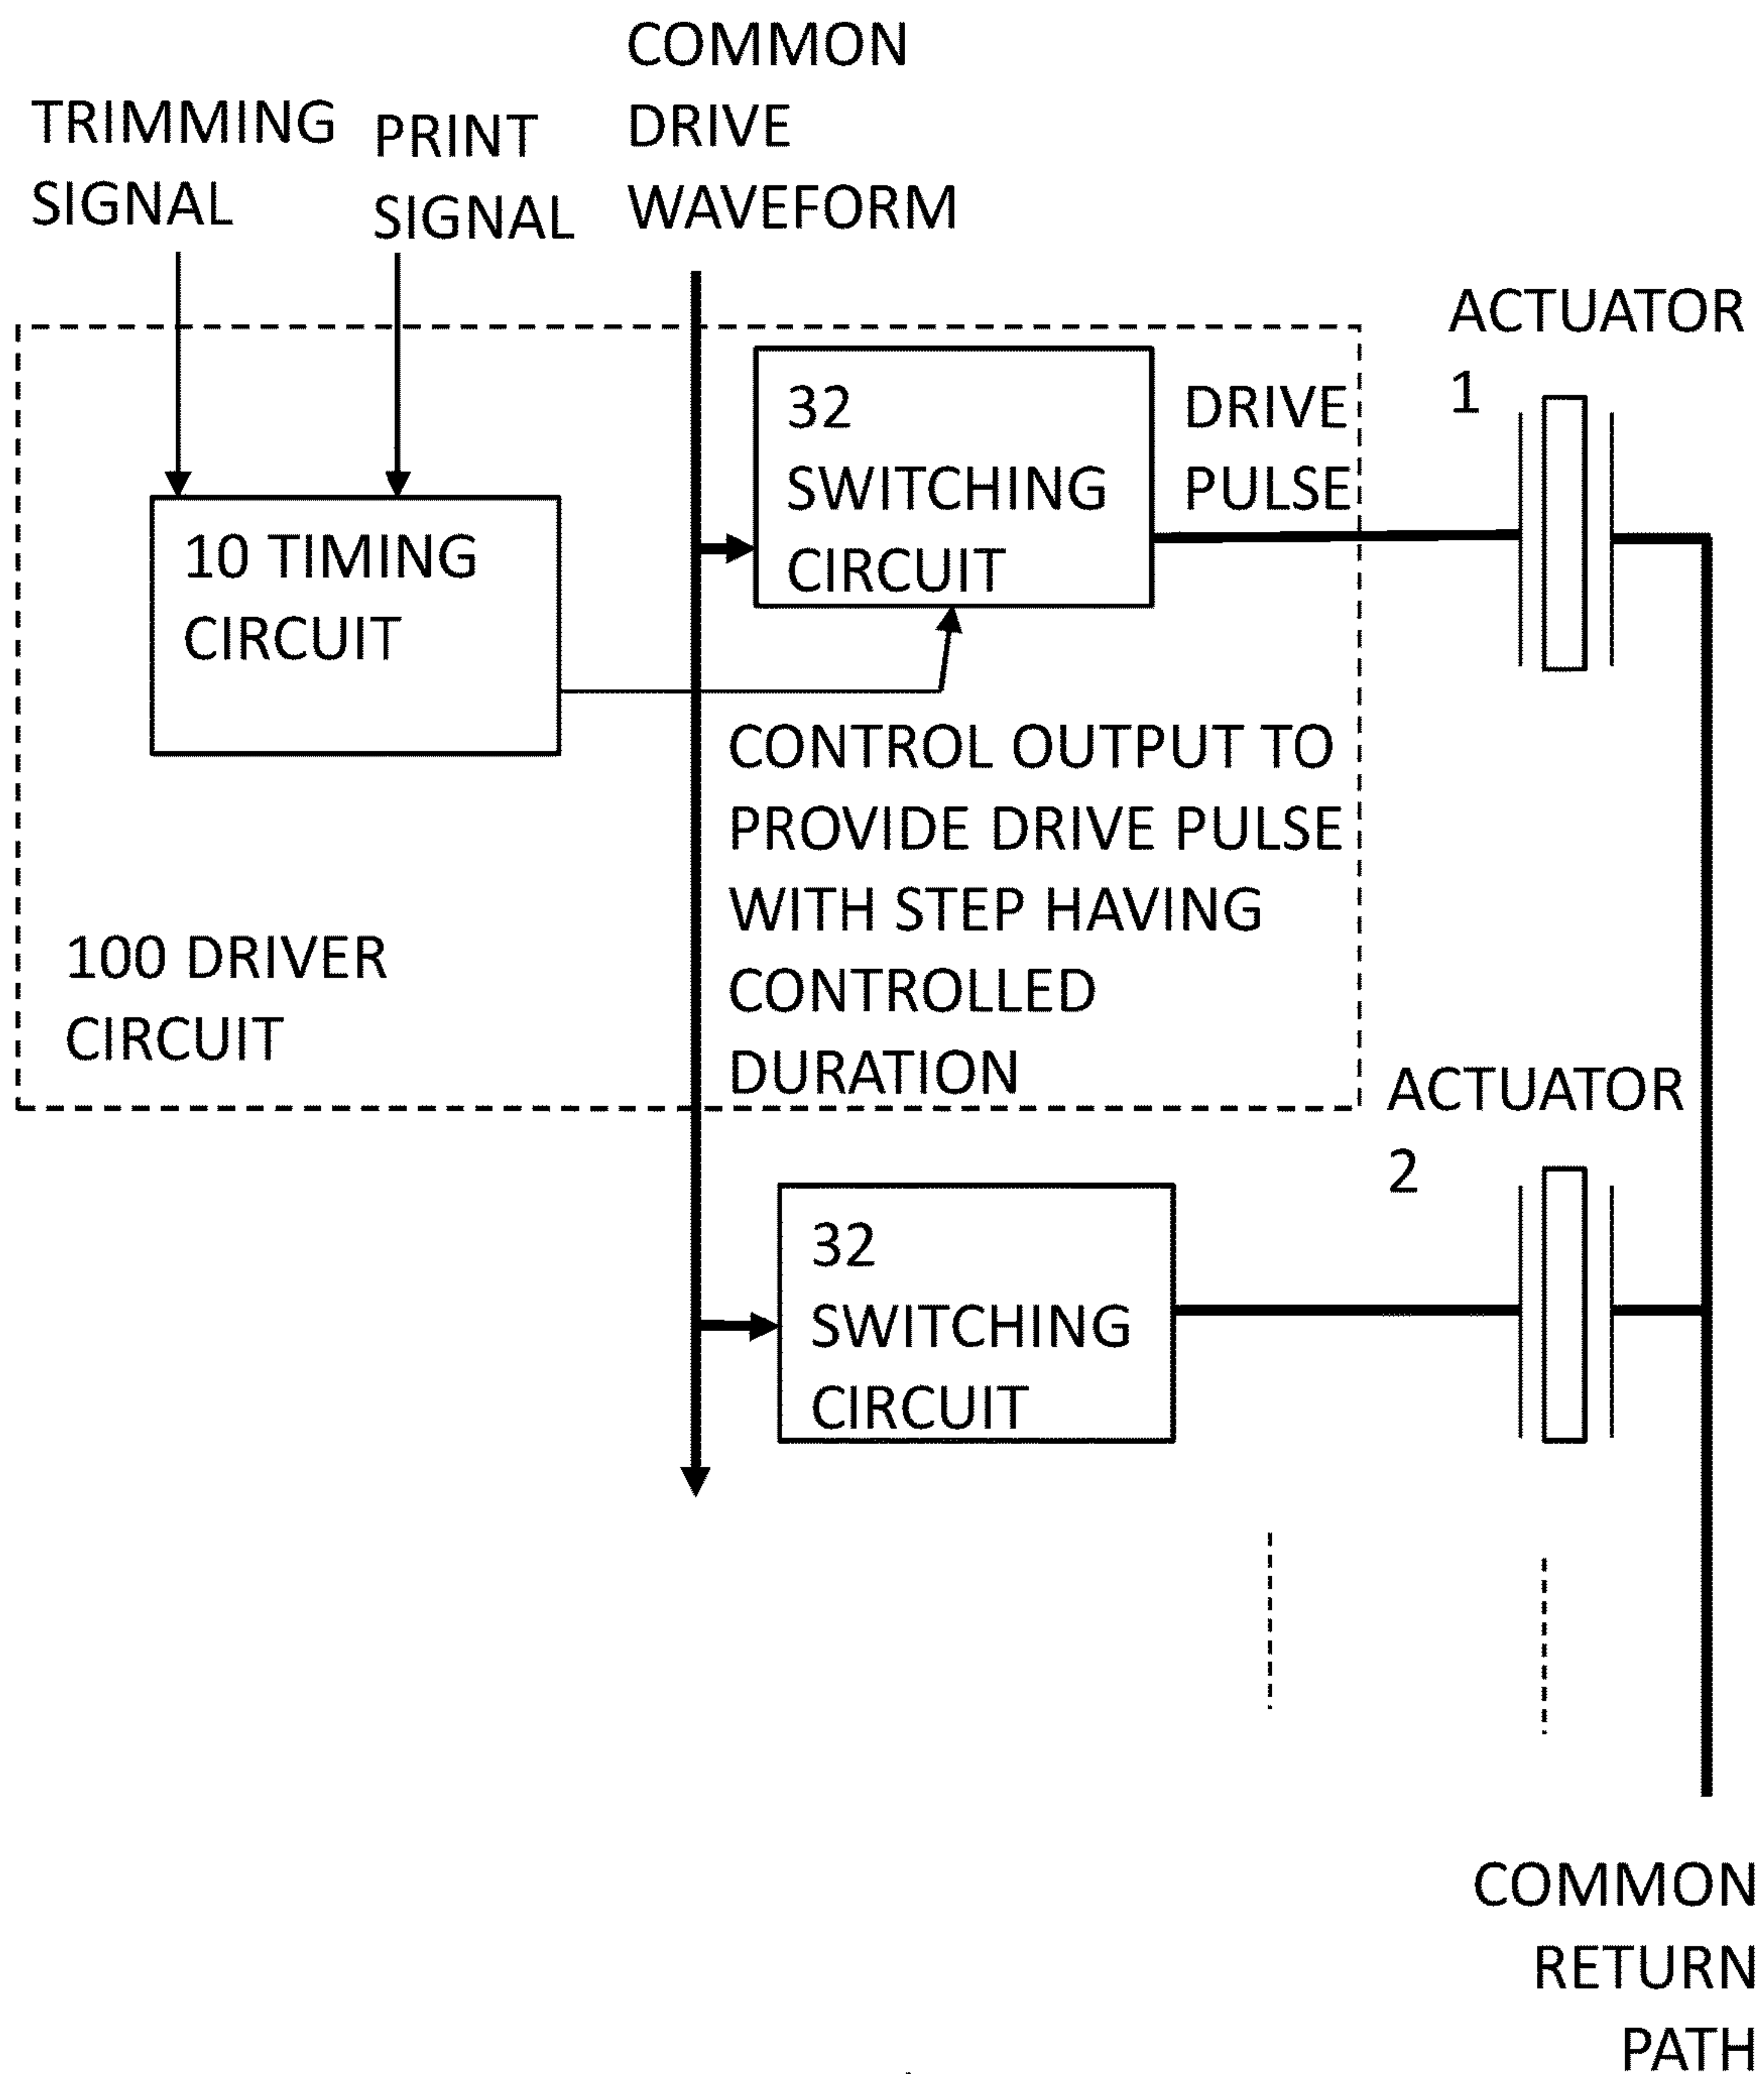 COMMON
DRIVE
WAVEFORM
TRIMMING
SIGNAL
PRINT
SIGNAL
ACTUATOR
1
32
SWITCHING
CIRCUIT
DRIVE
PULSE
10 TIMING
CIRCUIT
CONTROL OUTPUT TO
PROVIDE DRIVE PULSE
WITH STEP HAVING
CONTROLLED
DURATION
100 DRIVER
CIRCUIT
ACTUATOR
2
32
SWITCHING
CIRCUIT
COMMON
RETURN
PATH